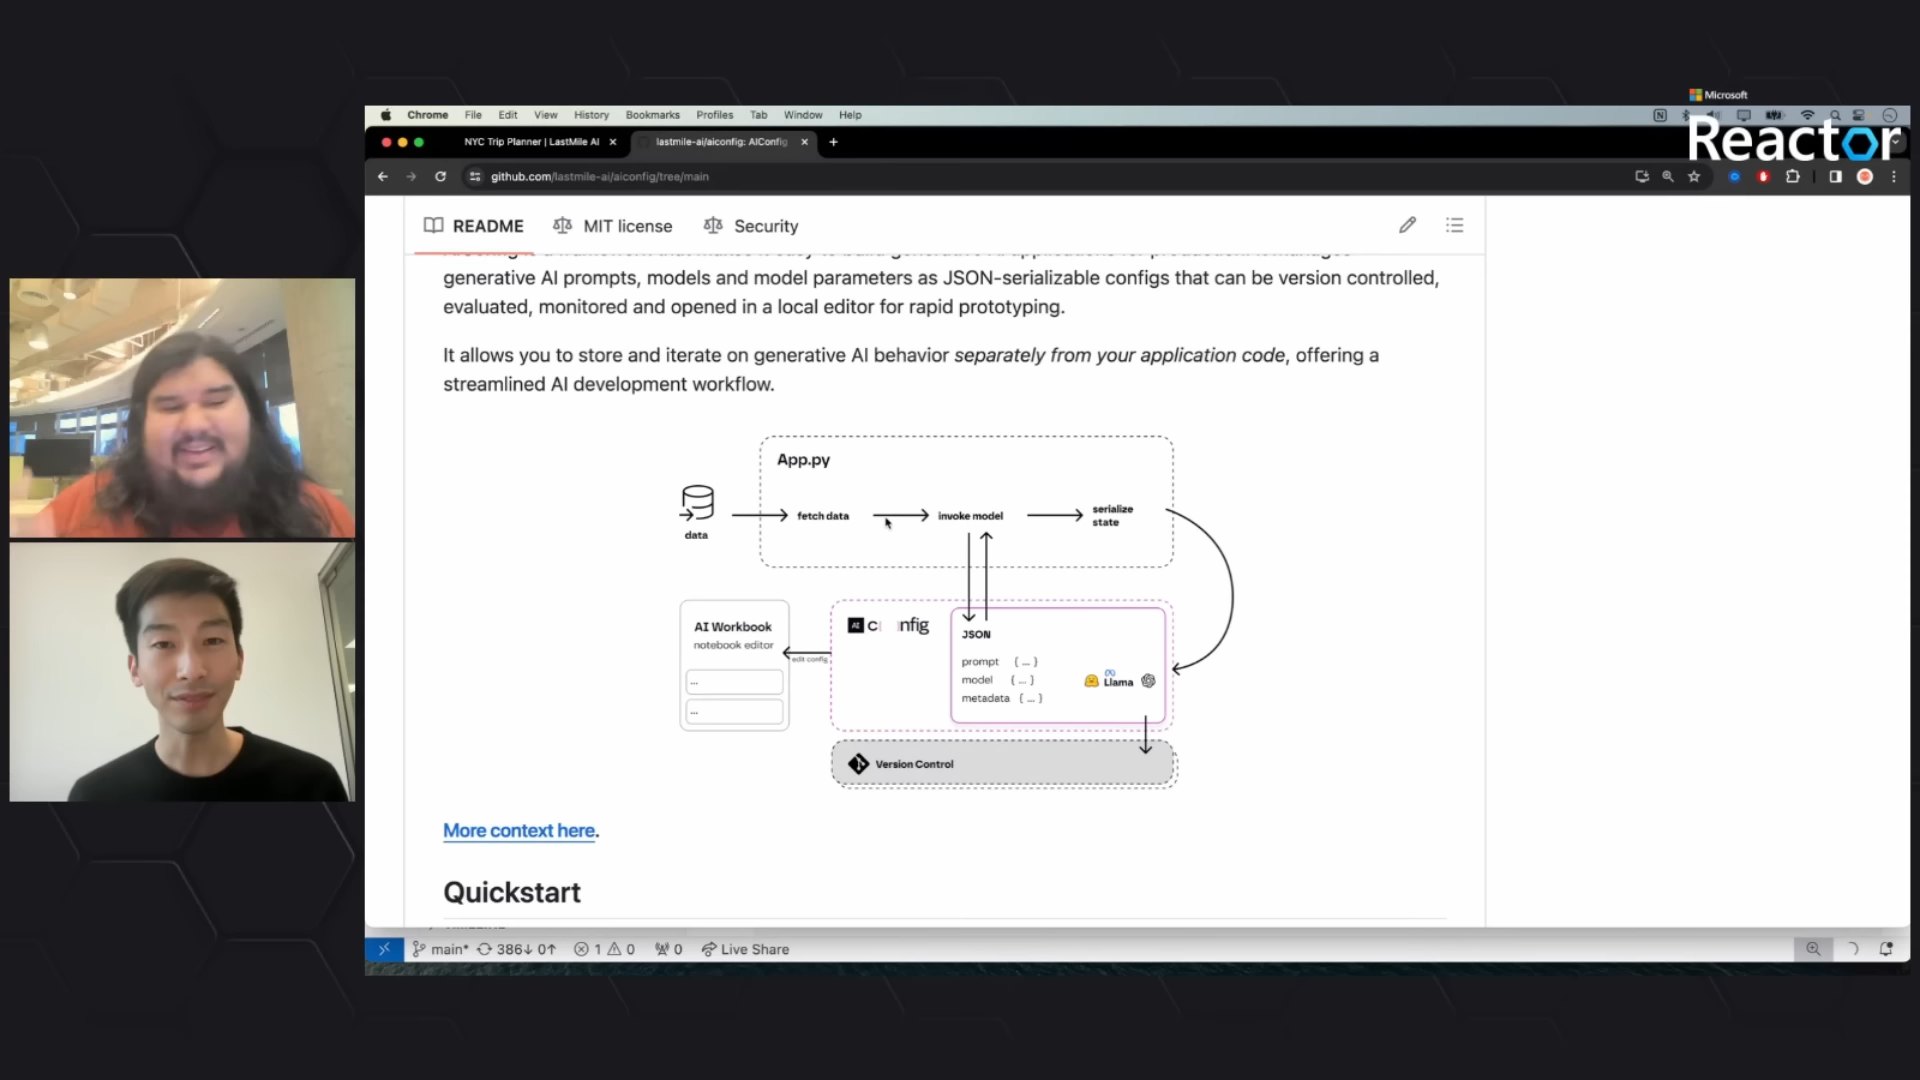 Microsoft
Reactor
Chrome File Edit View History Bookmarks Profiles Tab Window Help
NYC Trip Planner | LastMile AI
lastmile-ai/aiconfig: AIConfig
github.com/lastmile-ai/aiconfig/tree/main
README MIT license Security
generative AI prompts, models and model parameters as JSON-serializable configs that can be version controlled,
evaluated, monitored and opened in a local editor for rapid prototyping.
It allows you to store and iterate on generative AI behavior separately from your application code, offering a
streamlined AI development workflow.
App.py
data
fetch data
invoke model
serialize
state
AI Workbook
notebook editor
...
...
edit config
AI C nfig
JSON
prompt { ... }
model { ... }
metadata { ... }
Llama
Version Control
More context here.
Quickstart
main* 386↓ 0↑ 1 0 0 Live Share